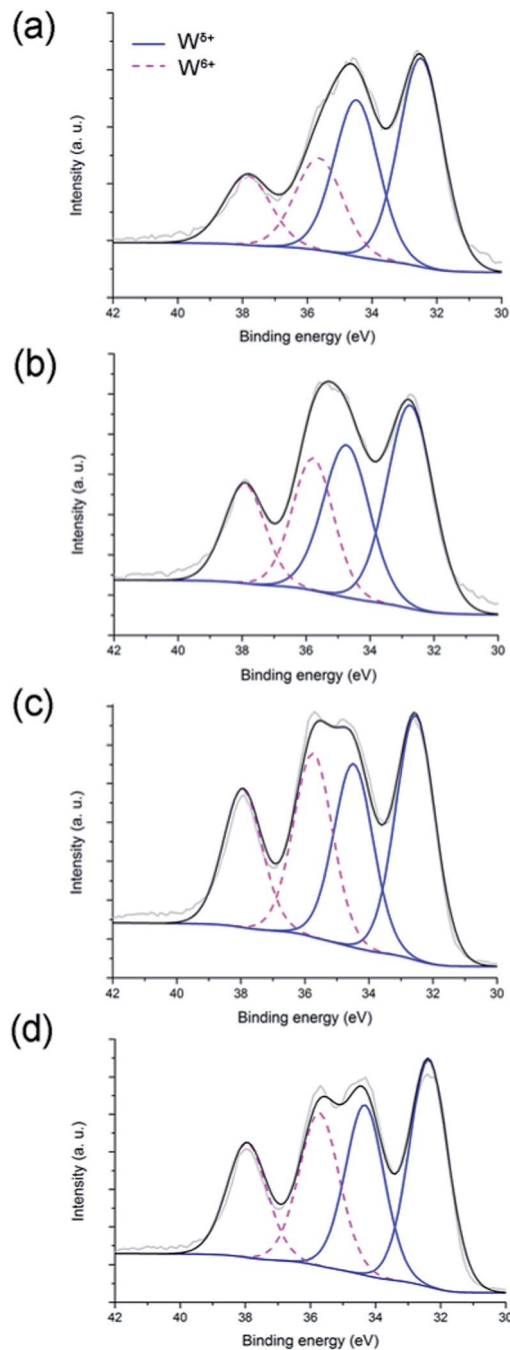 (a)
W^δ+
W^6+
Intensity (a. u.)
42 40 38 36 34 32 30
Binding energy (eV)
(b)
Intensity (a. u.)
42 40 38 36 34 32 30
Binding energy (eV)
(c)
Intensity (a. u.)
42 40 38 36 34 32 30
Binding energy (eV)
(d)
Intensity (a. u.)
42 40 38 36 34 32 30
Binding energy (eV)